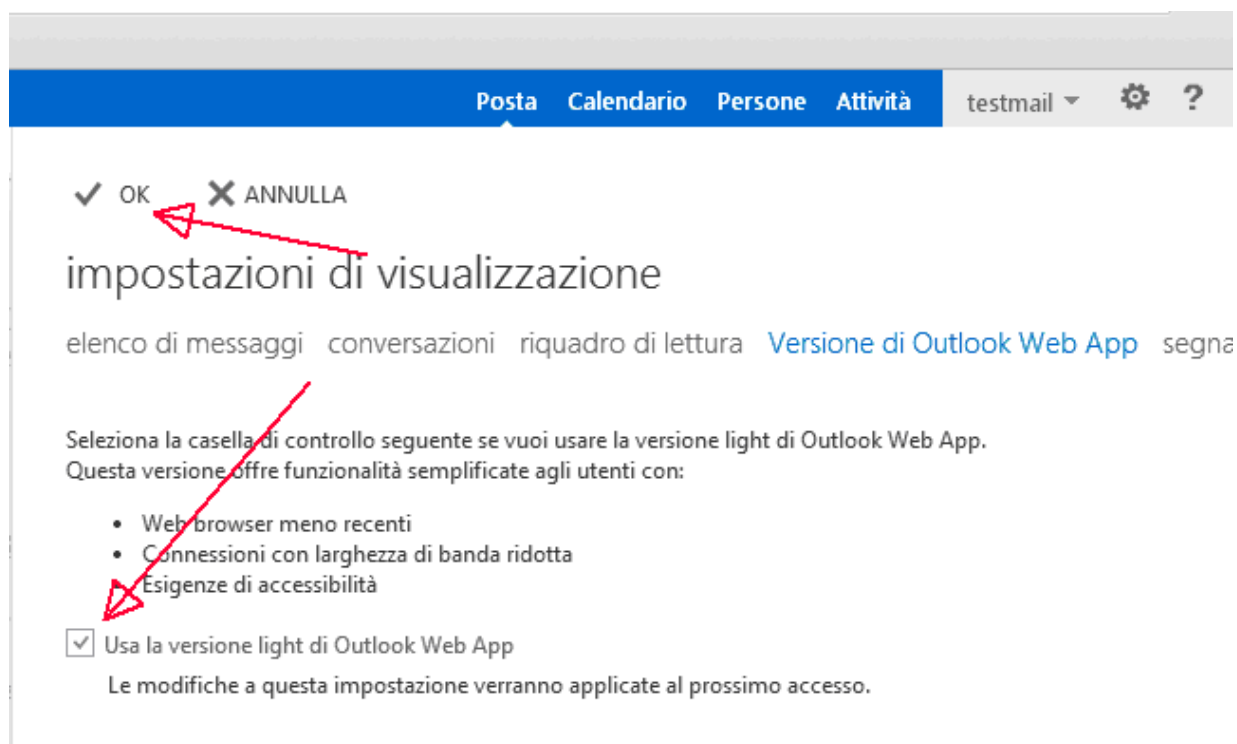 Posta Calendario Persone Attività testmail ?
OK ANNULLA
impostazioni di visualizzazione
elenco di messaggi conversazioni riquadro di lettura Versione di Outlook Web App segna
Seleziona la casella di controllo seguente se vuoi usare la versione light di Outlook Web App.
Questa versione offre funzionalità semplificate agli utenti con:
• Web browser meno recenti
• Connessioni con larghezza di banda ridotta
• Esigenze di accessibilità
Usa la versione light di Outlook Web App
Le modifiche a questa impostazione verranno applicate al prossimo accesso.